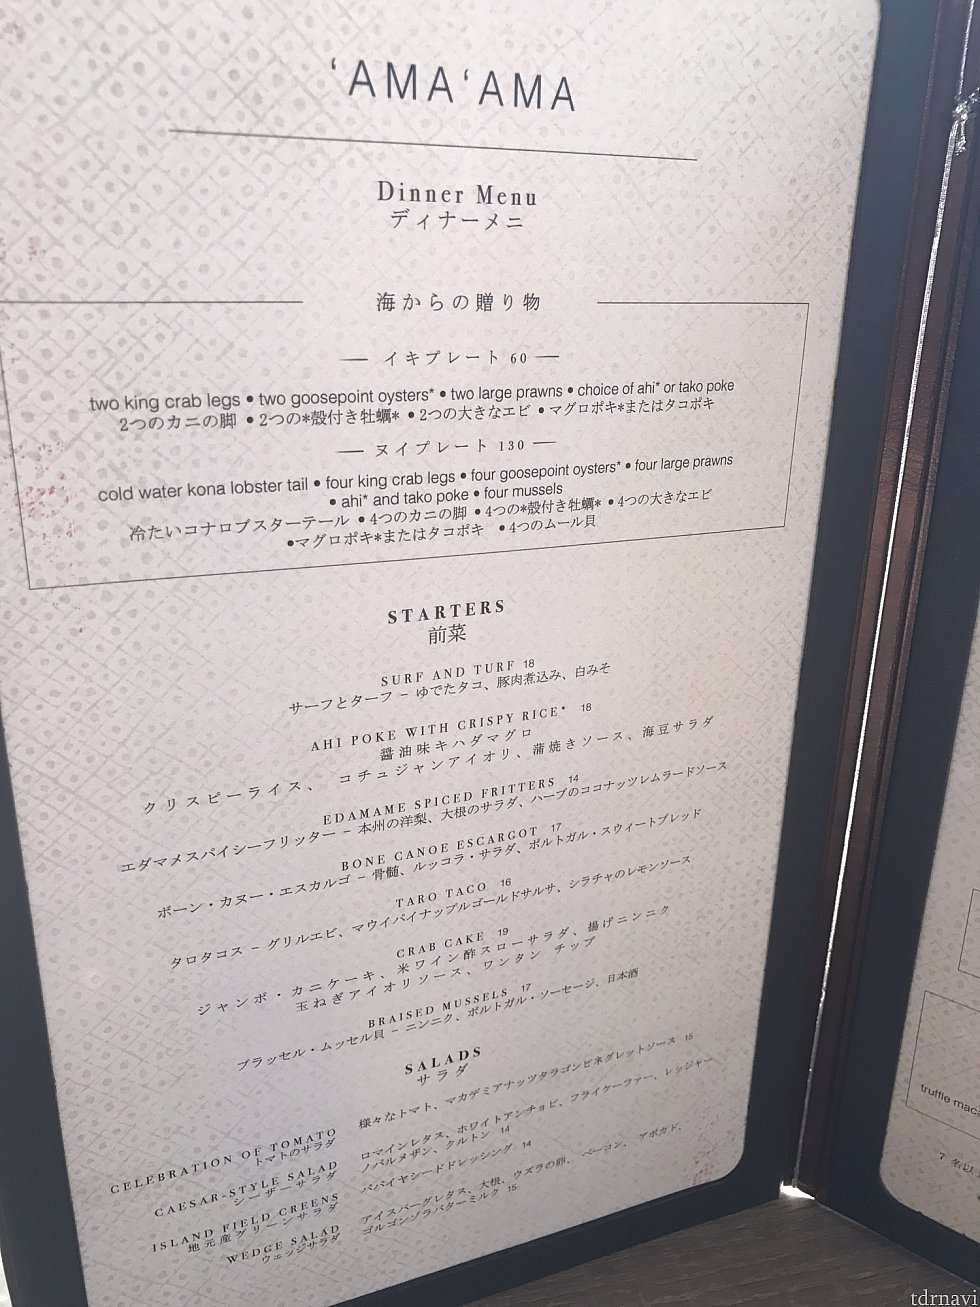 ʻAMAʻAMA
Dinner Menu
ディナーメニ
海からの贈り物
イキプレート 60
two king crab legs • two goosepoint oysters* • two large prawns • choice of ahi* or tako poke
2つのカニの脚 •2つの*殻付き牡蠣* •2つの大きなエビ •マグロポキ*またはタコポキ
ヌイプレート 130
cold water kona lobster tail • four king crab legs • four goosepoint oysters* • four large prawns
• ahi* and tako poke • four mussels
冷たいコナロブスターテール •4つのカニの脚 •4つの*殻付き牡蠣* •4つの大きなエビ
•マグロポキ*またはタコポキ •4つのムール貝
STARTERS
前菜
SURF AND TURF 18
サーフとターフ – ゆでたタコ、豚肉煮込み、白みそ
AHI POKE WITH CRISPY RICE* 18
醤油味キハダマグロ
クリスピーライス、 コチュジャンアイオリ、蒲焼きソース、海豆サラダ
EDAMAME SPICED FRITTERS 14
エダマメスパイシーフリッター – 本州の洋梨、大根のサラダ、ハーブのココナッツレムラードソース
BONE CANOE ESCARGOT 17
ボーン・カヌー・エスカルゴ – 骨髄、ルッコラ・サラダ、ポルトガル・スウィートブレッド
TARO TACO 16
タロタコス – グリルエビ、マウイパイナップルゴールドサルサ、シラチャのレモンソース
CRAB CAKE 19
ジャンボ・カニケーキ、米ワイン酢スローサラダ、揚げニンニク
玉ねぎアイオリソース、ワンタン チップ
BRAISED MUSSELS 17
ブラッセル・ムッセル貝 – ニンニク、ポルトガル・ソーセージ、日本酒
SALADS
サラダ
CELEBRATION OF TOMATO 様々なトマト、マカデミアナッツタラゴンビネグレットソース 15
トマトのサラダ
CAESAR-STYLE SALAD ロマインレタス、ホワイトアンチョビ、フライケーファー、レッジャー
シーザーサラダ ノパルメザン、クルトン 14
ISLAND FIELD GREENS パパイヤシードドレッシング 14
地元産グリーンサラダ
WEDGE SALAD アイスバーグレタス、大根、ウズラの卵、 ベーコン、 アボカド、
ウェッジサラダ ゴルゴンゾラバターミルク 15
truffle maca
7 名以
tdrnavi